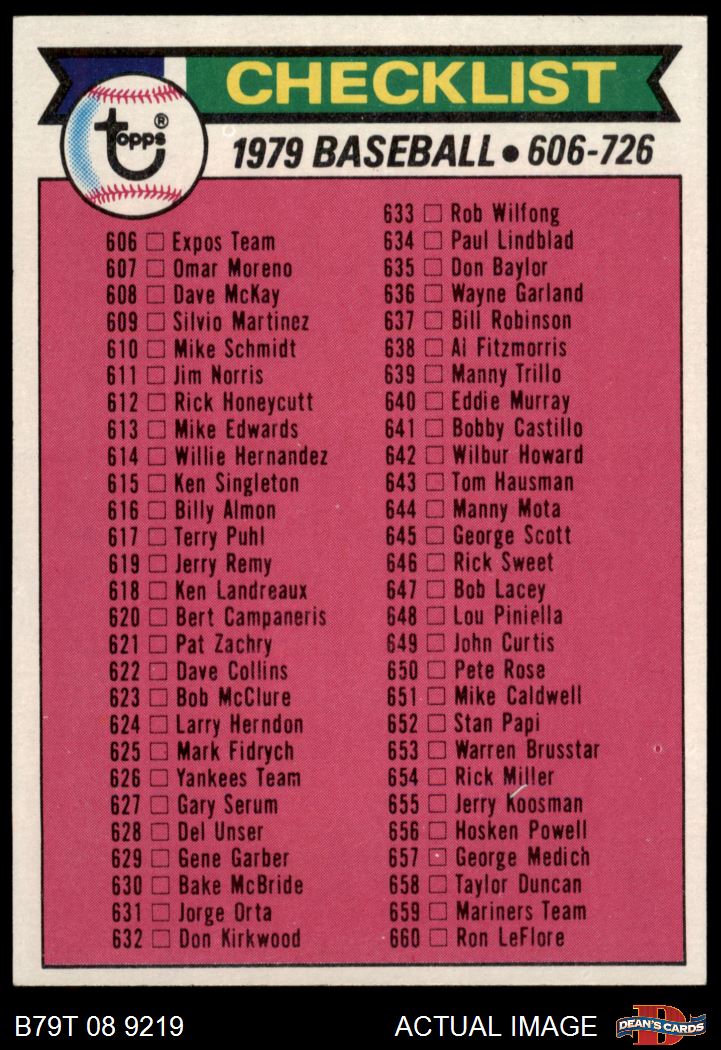 CHECKLIST
topps®
1979 BASEBALL • 606-726
606 □ Expos Team
607 □ Omar Moreno
608 □ Dave McKay
609 □ Silvio Martinez
610 □ Mike Schmidt
611 □ Jim Norris
612 □ Rick Honeycutt
613 □ Mike Edwards
614 □ Willie Hernandez
615 □ Ken Singleton
616 □ Billy Almon
617 □ Terry Puhl
619 □ Jerry Remy
618 □ Ken Landreaux
620 □ Bert Campaneris
621 □ Pat Zachry
622 □ Dave Collins
623 □ Bob McClure
624 □ Larry Herndon
625 □ Mark Fidrych
626 □ Yankees Team
627 □ Gary Serum
628 □ Del Unser
629 □ Gene Garber
630 □ Bake McBride
631 □ Jorge Orta
632 □ Don Kirkwood
633 □ Rob Wilfong
634 □ Paul Lindblad
635 □ Don Baylor
636 □ Wayne Garland
637 □ Bill Robinson
638 □ Al Fitzmorris
639 □ Manny Trillo
640 □ Eddie Murray
641 □ Bobby Castillo
642 □ Wilbur Howard
643 □ Tom Hausman
644 □ Manny Mota
645 □ George Scott
646 □ Rick Sweet
647 □ Bob Lacey
648 □ Lou Piniella
649 □ John Curtis
650 □ Pete Rose
651 □ Mike Caldwell
652 □ Stan Papi
653 □ Warren Brusstar
654 □ Rick Miller
655 □ Jerry Koosman
656 □ Hosken Powell
657 □ George Medich
658 □ Taylor Duncan
659 □ Mariners Team
660 □ Ron LeFlore
B79T 08 9219
ACTUAL IMAGE
D
DEAN'S CARDS